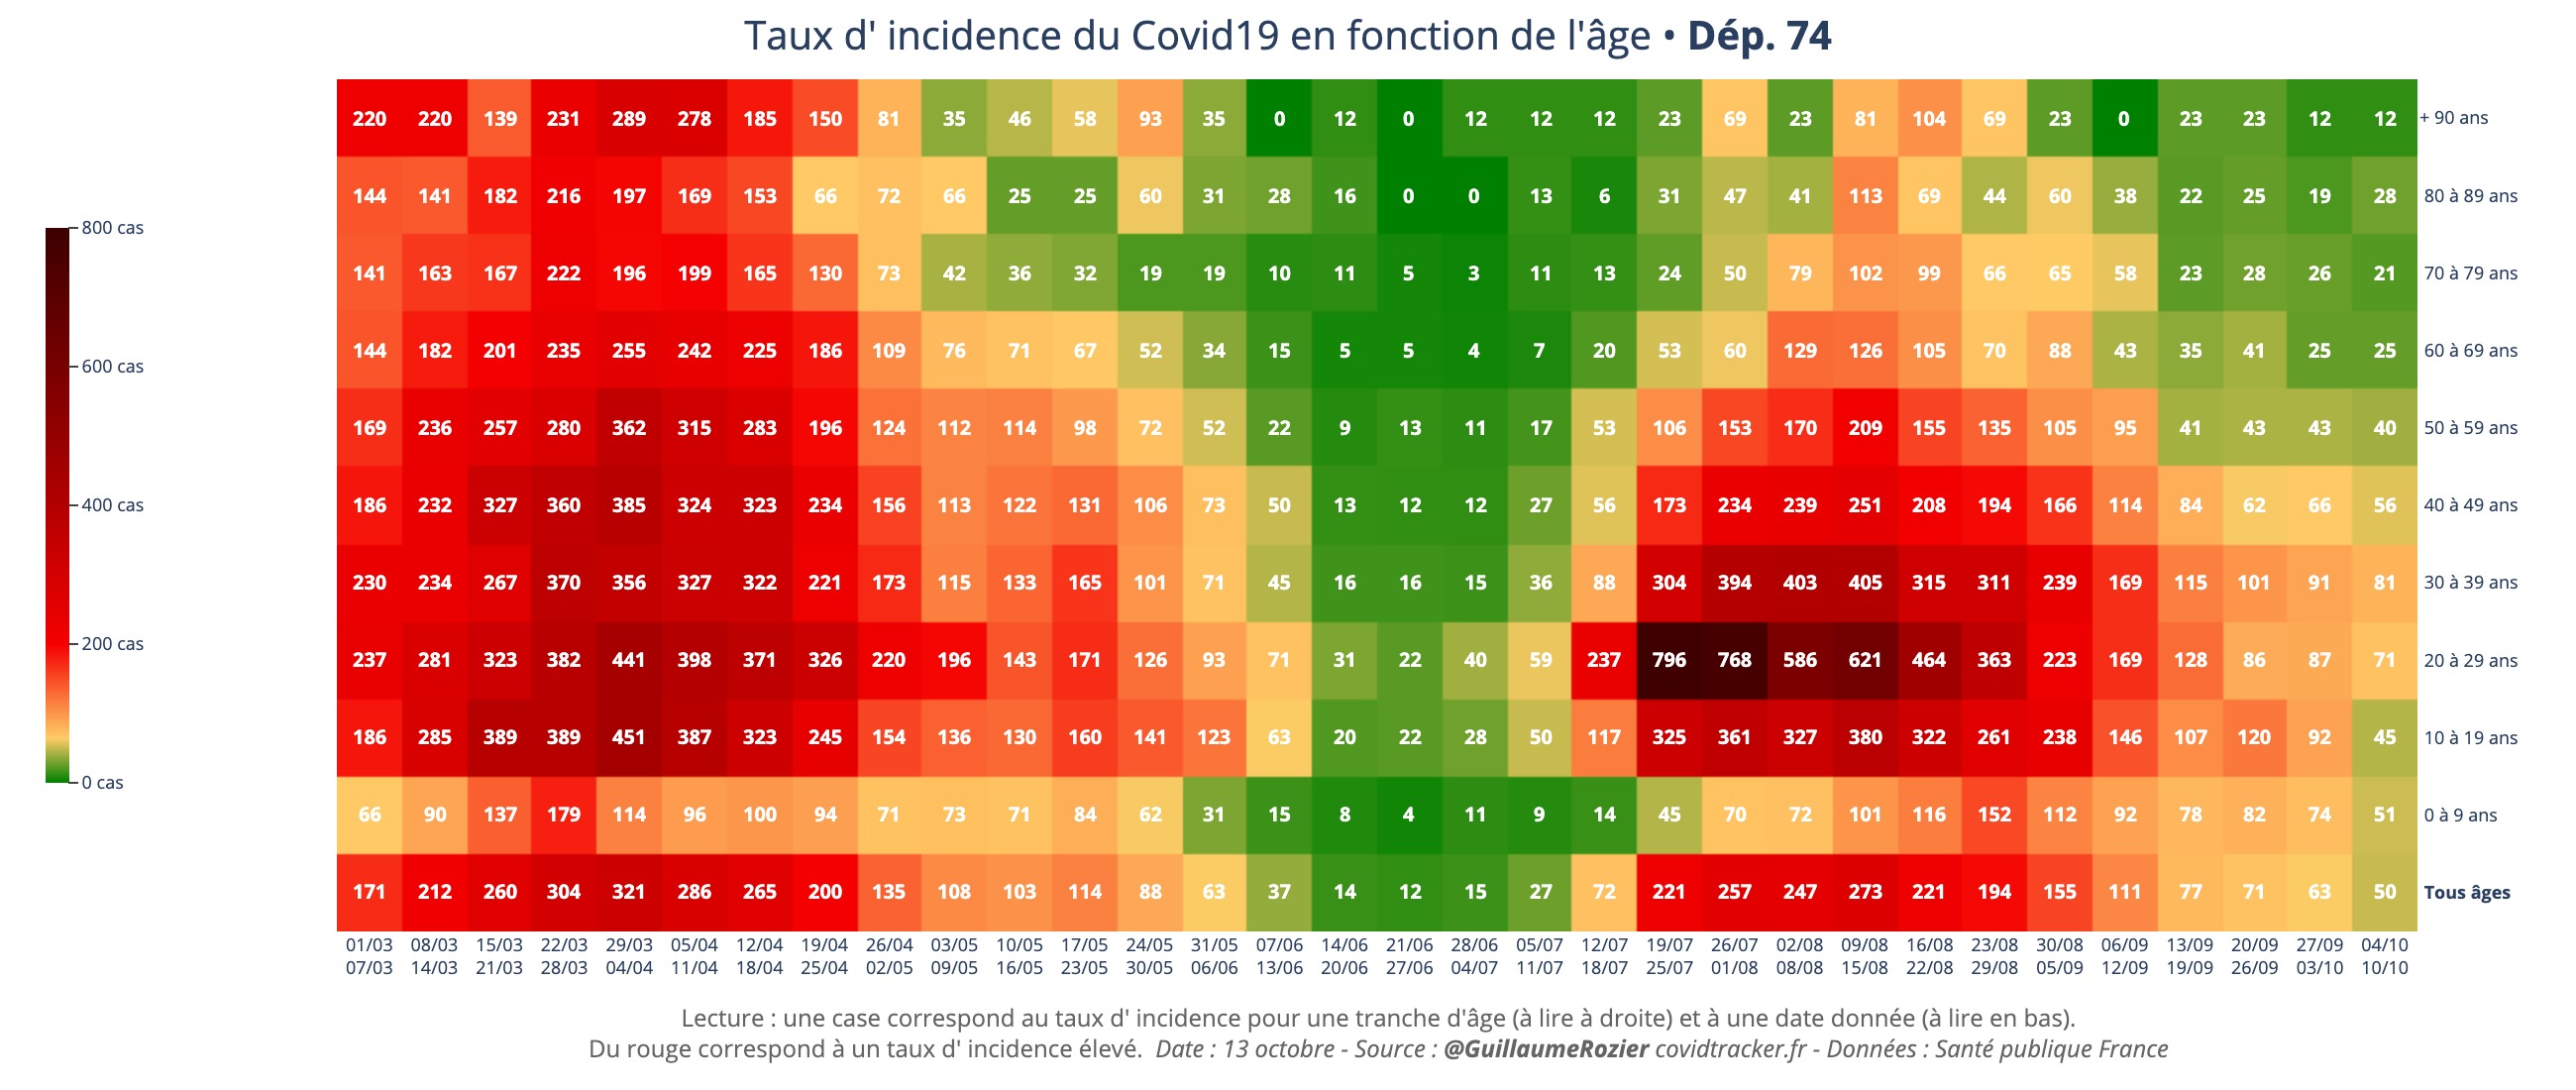 Taux d' incidence du Covid19 en fonction de l'âge • Dép. 74
220 220 139 231 289 278 185 150 81 35 46 58 93 35 0 12 0 12 12 12 23 69 23 81 104 69 23 0 23 23 12 12 + 90 ans
144 141 182 216 197 169 153 66 72 66 25 25 60 31 28 16 0 0 13 6 31 47 41 113 69 44 60 38 22 25 19 28 80 à 89 ans
800 cas
141 163 167 222 196 199 165 130 73 42 36 32 19 19 10 11 5 3 11 13 24 50 79 102 99 66 65 58 23 28 26 21 70 à 79 ans
144 182 201 235 255 242 225 186 109 76 71 67 52 34 15 5 5 4 7 20 53 60 129 126 105 70 88 43 35 41 25 25 60 à 69 ans
600 cas
169 236 257 280 362 315 283 196 124 112 114 98 72 52 22 9 13 11 17 53 106 153 170 209 155 135 105 95 41 43 43 40 50 à 59 ans
400 cas
186 232 327 360 385 324 323 234 156 113 122 131 106 73 50 13 12 12 27 56 173 234 239 251 208 194 166 114 84 62 66 56 40 à 49 ans
230 234 267 370 356 327 322 221 173 115 133 165 101 71 45 16 16 15 36 88 304 394 403 405 315 311 239 169 115 101 91 81 30 à 39 ans
200 cas
237 281 323 382 441 398 371 326 220 196 143 171 126 93 71 31 22 40 59 237 796 768 586 621 464 363 223 169 128 86 87 71 20 à 29 ans
186 285 389 389 451 387 323 245 154 136 130 160 141 123 63 20 22 28 50 117 325 361 327 380 322 261 238 146 107 120 92 45 10 à 19 ans
0 cas
66 90 137 179 114 96 100 94 71 73 71 84 62 31 15 8 4 11 9 14 45 70 72 101 116 152 112 92 78 82 74 51 0 à 9 ans
171 212 260 304 321 286 265 200 135 108 103 114 88 63 37 14 12 15 27 72 221 257 247 273 221 194 155 111 77 71 63 50 Tous âges
01/03 08/03 15/03 22/03 29/03 05/04 12/04 19/04 26/04 03/05 10/05 17/05 24/05 31/05 07/06 14/06 21/06 28/06 05/07 12/07 19/07 26/07 02/08 09/08 16/08 23/08 30/08 06/09 13/09 20/09 27/09 04/10
07/03 14/03 21/03 28/03 04/04 11/04 18/04 25/04 02/05 09/05 16/05 23/05 30/05 06/06 13/06 20/06 27/06 04/07 11/07 18/07 25/07 01/08 08/08 15/08 22/08 29/08 05/09 12/09 19/09 26/09 03/10 10/10
Lecture : une case correspond au taux d' incidence pour une tranche d'âge (à lire à droite) et à une date donnée (à lire en bas).
Du rouge correspond à un taux d' incidence élevé. Date : 13 octobre - Source : @GuillaumeRozier covidtracker.fr - Données : Santé publique France